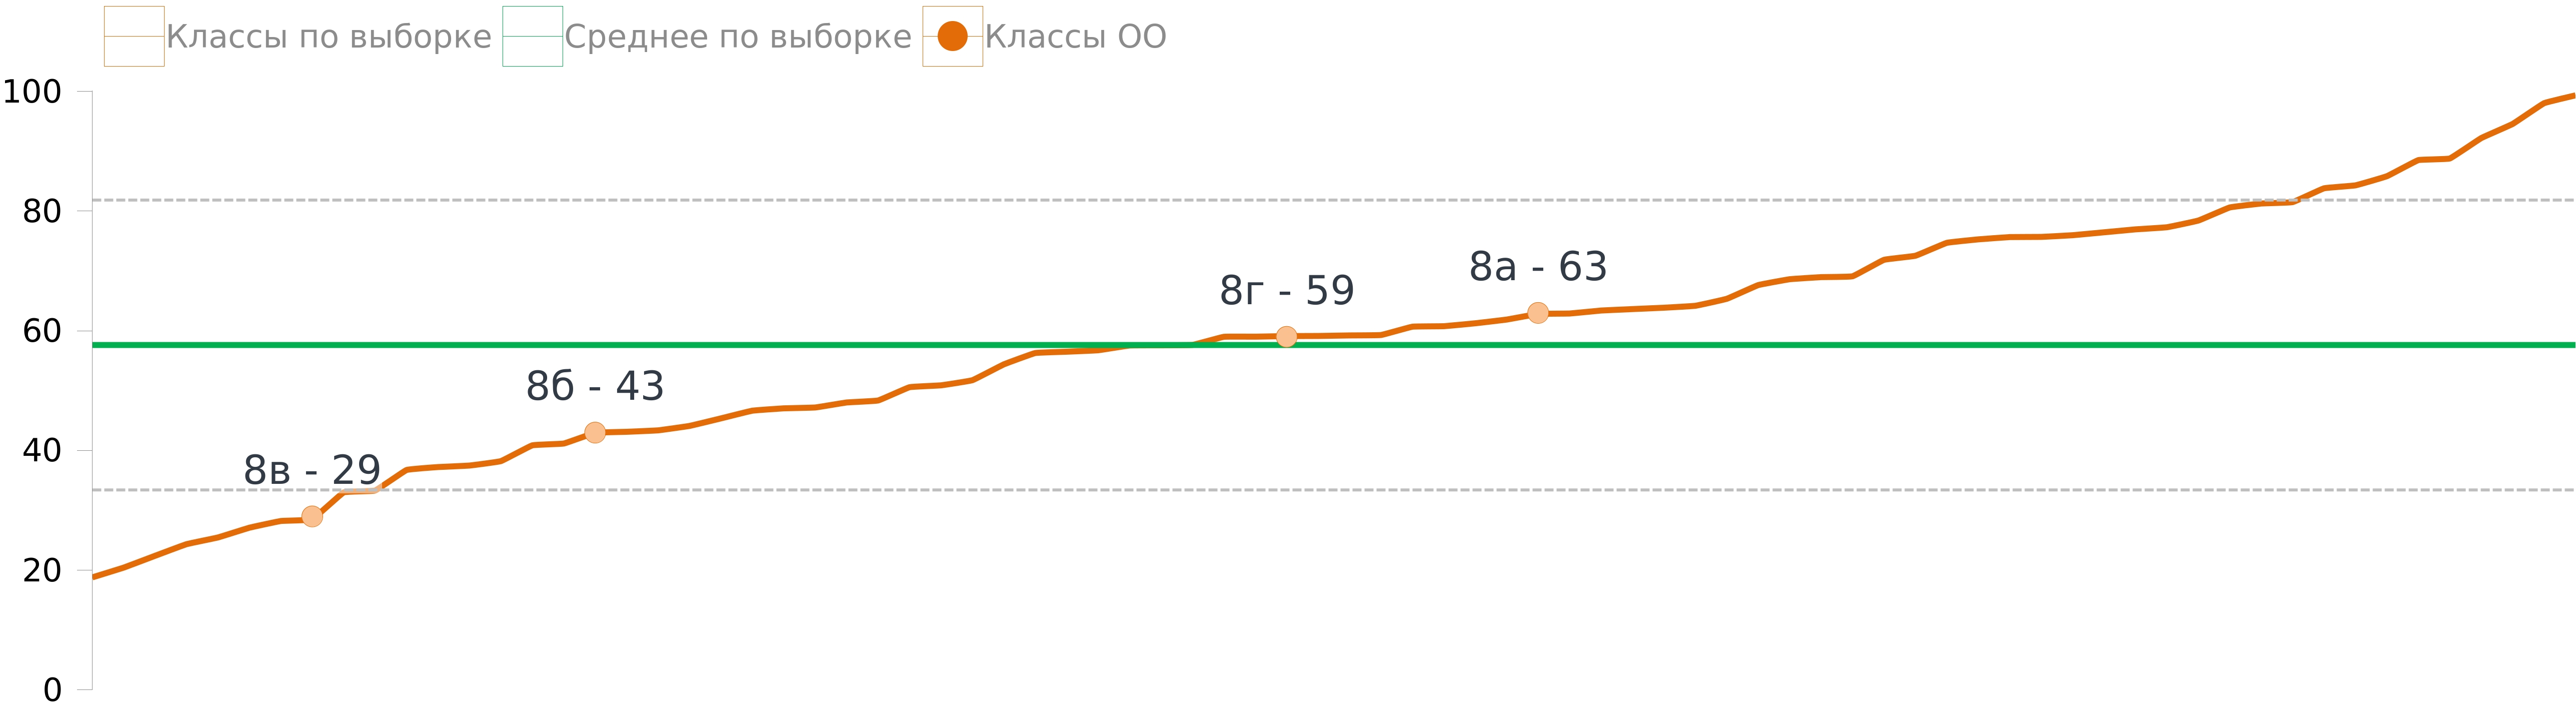 Классы по выборке Среднее по выборке Классы ОО
100
80
60
40
20
0
8в - 29
8б - 43
8г - 59
8а - 63